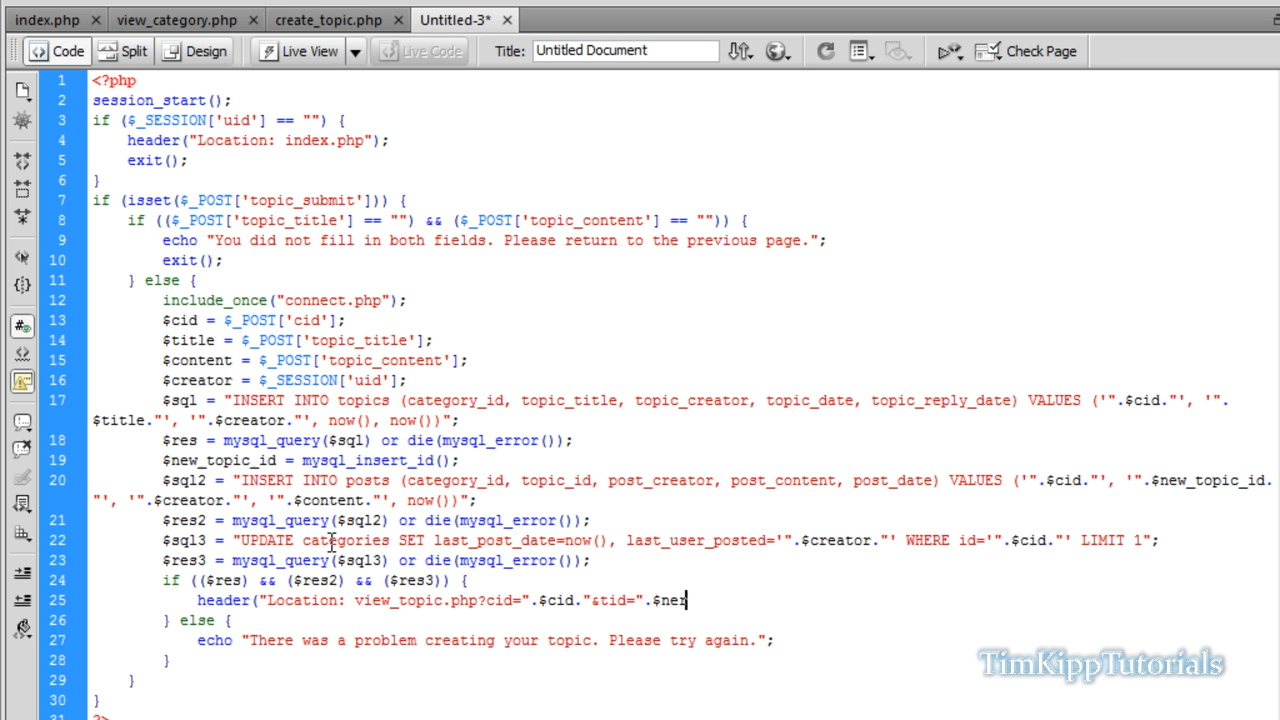 index.php × view_category.php × create_topic.php × Untitled-3* ×
Code Split Design Live View Live Code Title: Untitled Document Check Page
1 <?php
2 session_start();
3 if ($_SESSION['uid'] == "") {
4 header("Location: index.php");
5 exit();
6 }
7 if (isset($_POST['topic_submit'])) {
8 if (($_POST['topic_title'] == "") && ($_POST['topic_content'] == "")) {
9 echo "You did not fill in both fields. Please return to the previous page.";
10 exit();
11 } else {
12 include_once("connect.php");
13 $cid = $_POST['cid'];
14 $title = $_POST['topic_title'];
15 $content = $_POST['topic_content'];
16 $creator = $_SESSION['uid'];
17 $sql = "INSERT INTO topics (category_id, topic_title, topic_creator, topic_date, topic_reply_date) VALUES ('".$cid."', '".
$title."', '".$creator."', now(), now())";
18 $res = mysql_query($sql) or die(mysql_error());
19 $new_topic_id = mysql_insert_id();
20 $sql2 = "INSERT INTO posts (category_id, topic_id, post_creator, post_content, post_date) VALUES ('".$cid."', '".$new_topic_id.
"', '".$creator."', '".$content."', now())";
21 $res2 = mysql_query($sql2) or die(mysql_error());
22 $sql3 = "UPDATE categories SET last_post_date=now(), last_user_posted='".$creator."' WHERE id='".$cid."' LIMIT 1";
23 $res3 = mysql_query($sql3) or die(mysql_error());
24 if (($res) && ($res2) && ($res3)) {
25 header("Location: view_topic.php?cid=".$cid."&tid=".$ner
26 } else {
27 echo "There was a problem creating your topic. Please try again.";
28 }
29 }
30 }
31 ?>
TimKippTutorials